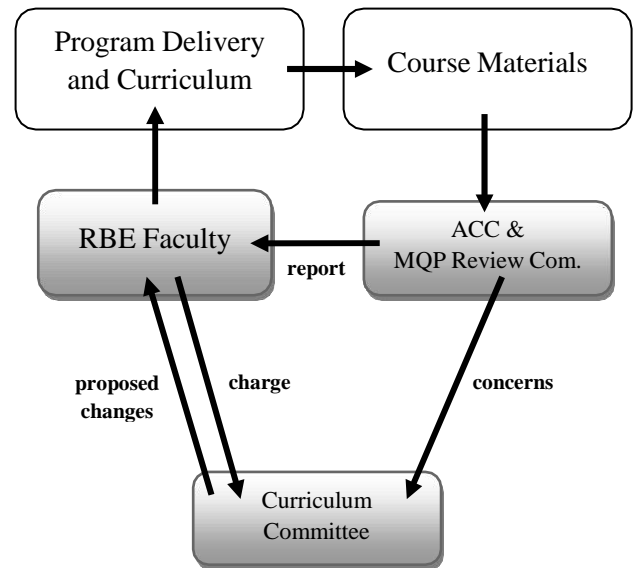 Program Delivery
and Curriculum
Course Materials
RBE Faculty
ACC &
MQP Review Com.
report
proposed
changes
charge
concerns
Curriculum
Committee